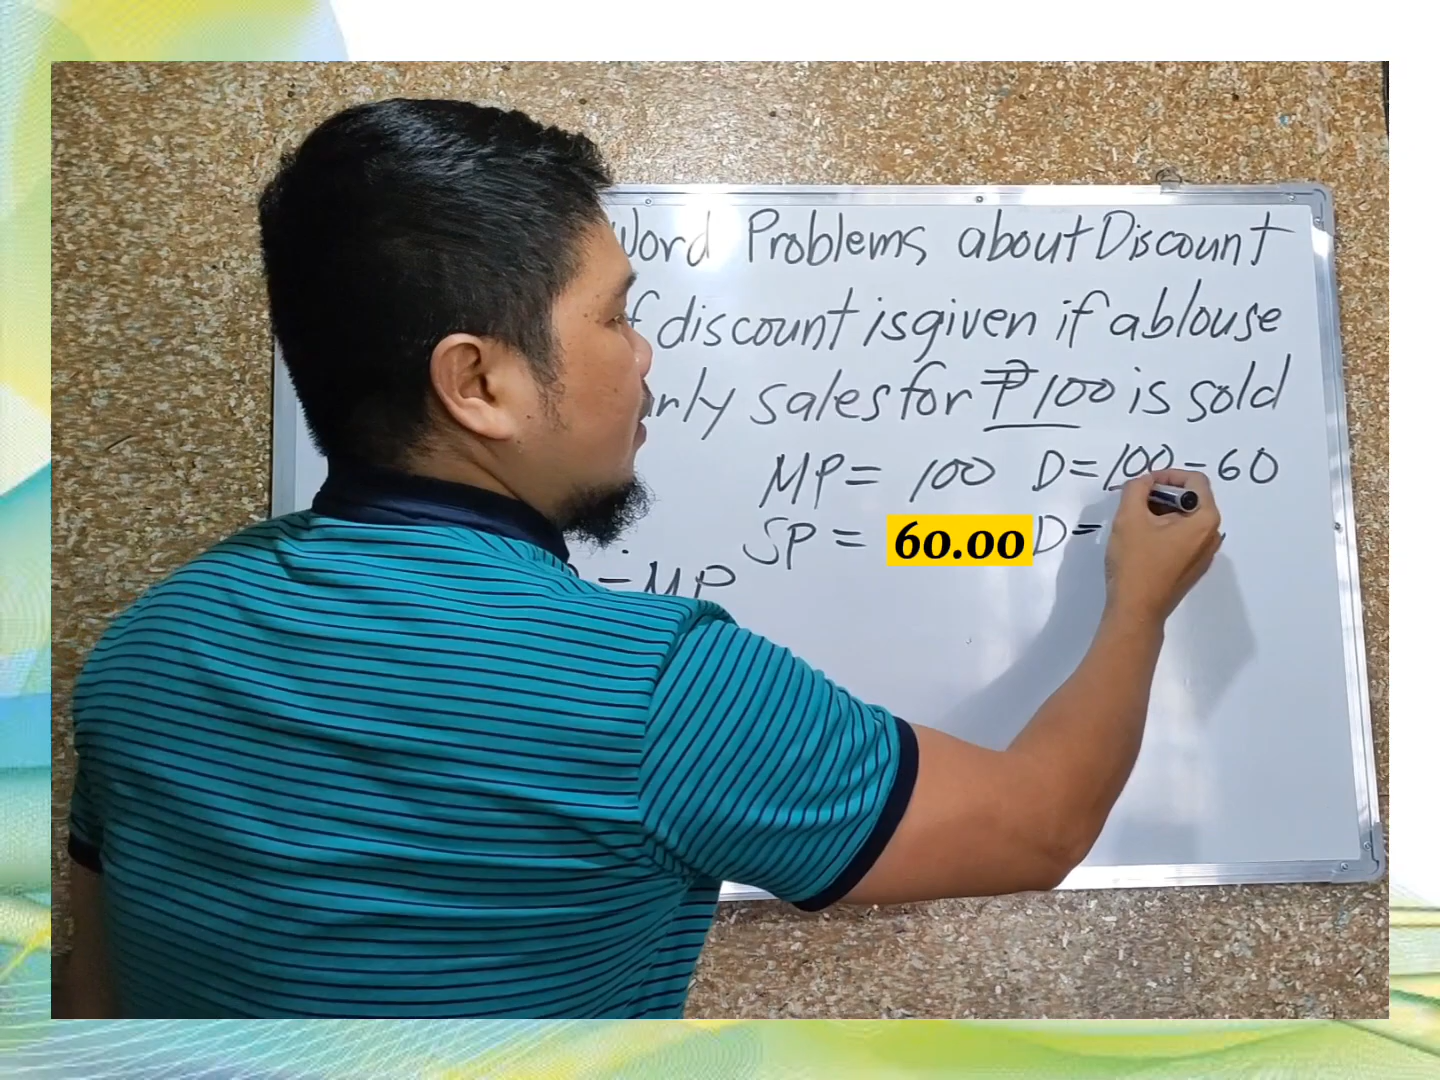 Word Problems about Discount
discount is given if a blouse
sales for ₱100 is sold
MP = 100 D = 100 - 60
SP = 60.00 D =
= MP